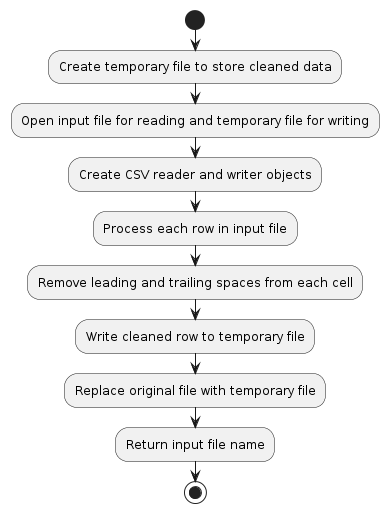 Create temporary file to store cleaned data
Open input file for reading and temporary file for writing
Create CSV reader and writer objects
Process each row in input file
Remove leading and trailing spaces from each cell
Write cleaned row to temporary file
Replace original file with temporary file
Return input file name